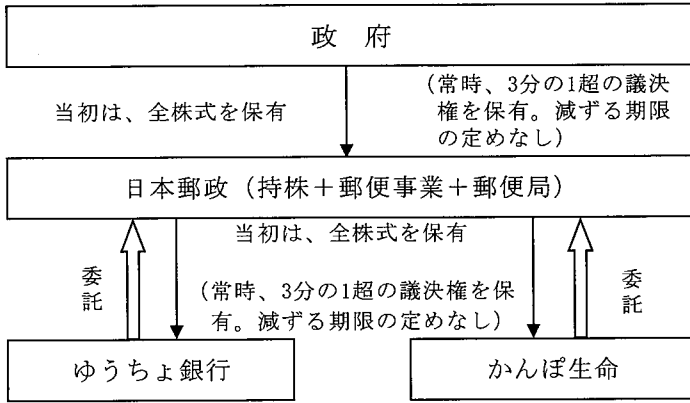 政 府
当初は、全株式を保有
(常時、3分の1超の議決
権を保有。減ずる期限
の定めなし)
日本郵政(持株+郵便事業+郵便局)
当初は、全株式を保有
委託
(常時、3分の1超の議決権を保
有。減ずる期限の定めなし)
委託
ゆうちょ銀行
かんぽ生命